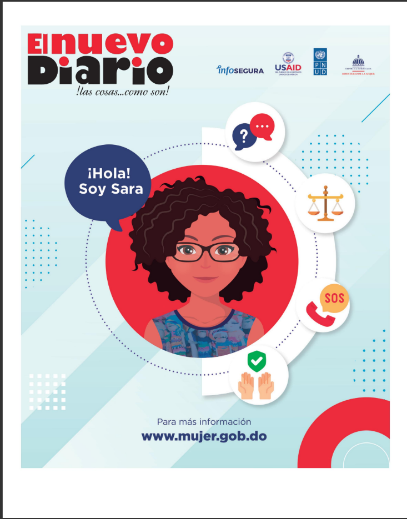 El nuevo
Diario
!las cosas...como son!
infosegura
USAID
PNUD
¡Hola!
Soy Sara
?
SOS
Para más información
www.mujer.gob.do